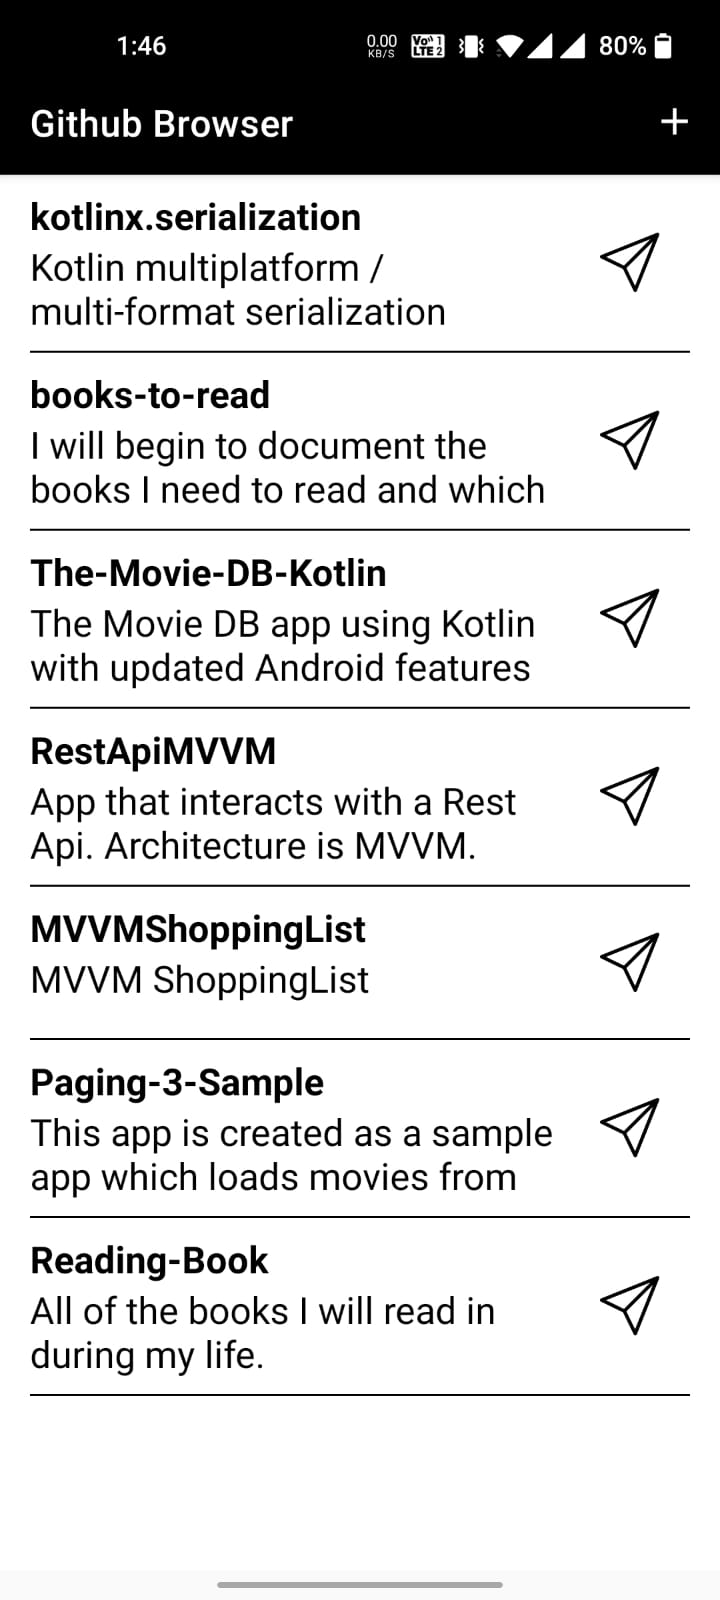 1:46
0.00 KB/S
Vo)) 1
LTE 2
80%
Github Browser
+
kotlinx.serialization
Kotlin multiplatform /
multi-format serialization
books-to-read
I will begin to document the
books I need to read and which
The-Movie-DB-Kotlin
The Movie DB app using Kotlin
with updated Android features
RestApiMVVM
App that interacts with a Rest
Api. Architecture is MVVM.
MVVMShoppingList
MVVM ShoppingList
Paging-3-Sample
This app is created as a sample
app which loads movies from
Reading-Book
All of the books I will read in
during my life.